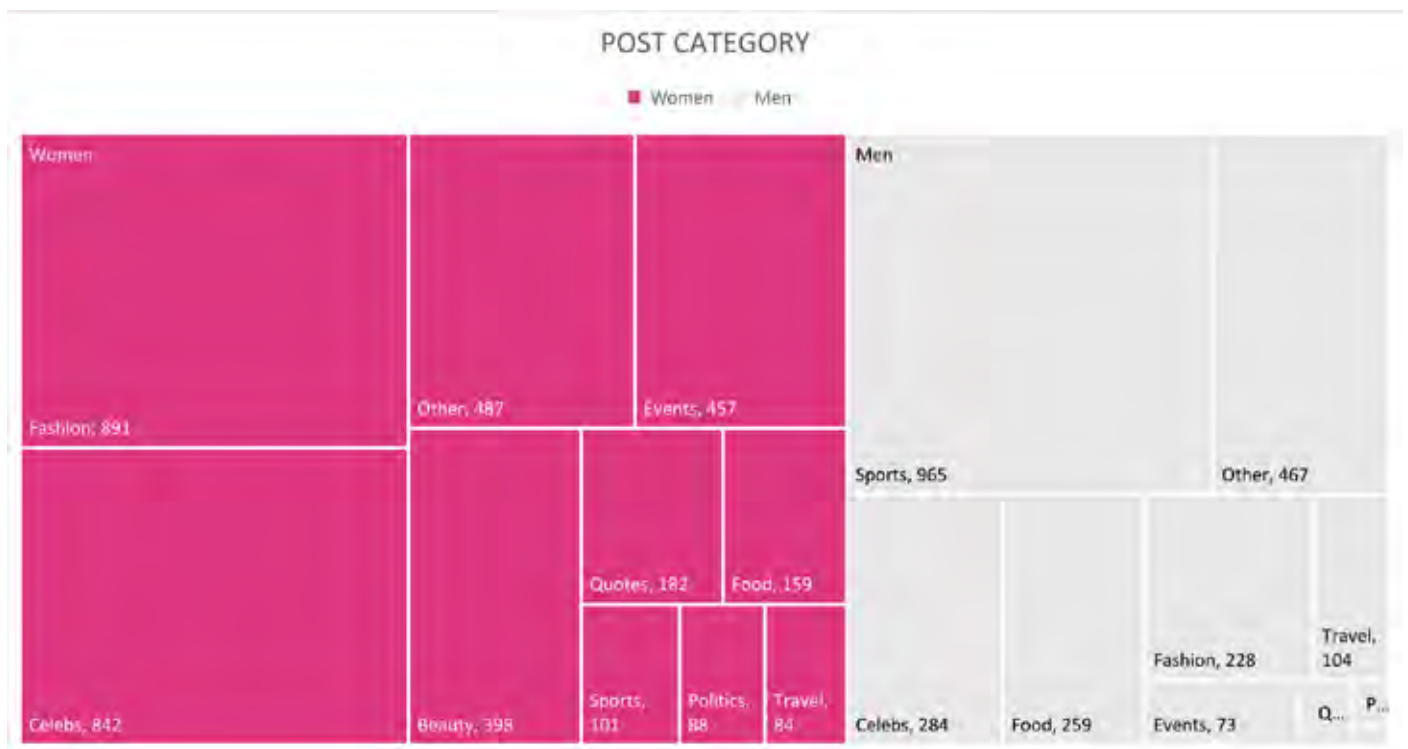 POST CATEGORY
Women Men
Women
Fashion, 891
Celebs, 842
Other, 487
Events, 457
Beauty, 398
Quotes, 182
Food, 159
Sports,
101
Politics,
88
Travel,
84
Men
Sports, 965
Other, 467
Celebs, 284
Food, 259
Fashion, 228
Travel,
104
Events, 73
Q...
P...